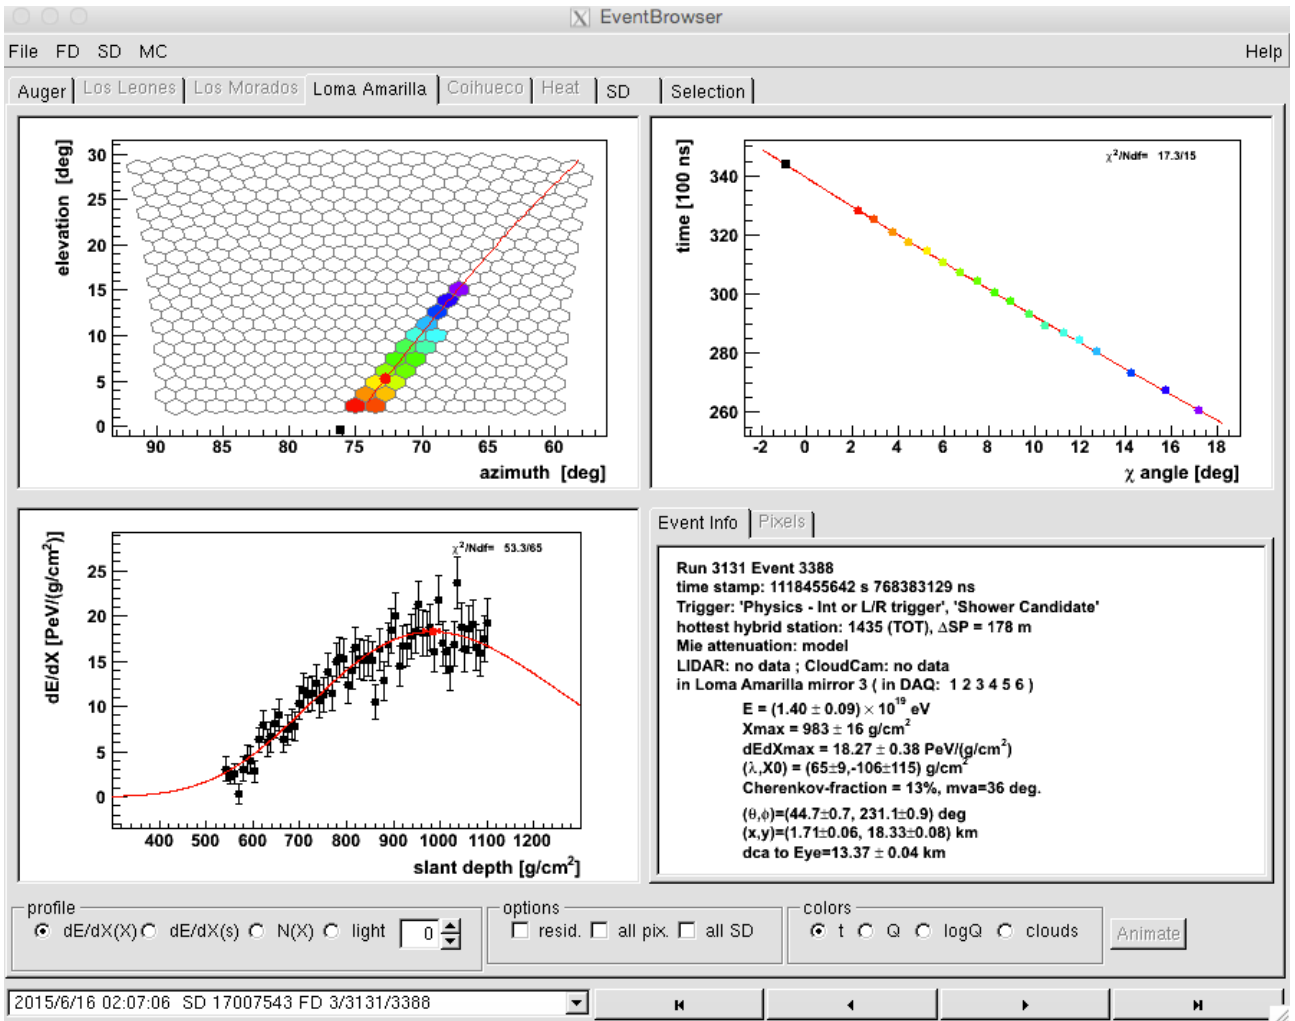 EventBrowser
File FD SD MC Help
Auger Los Leones Los Morados Loma Amarilla Coihueco Heat SD Selection
elevation [deg]
30
25
20
15
10
5
0
90 85 80 75 70 65 60
azimuth [deg]
time [100 ns]
χ²/Ndf= 17.3/15
340
320
300
280
260
-2 0 2 4 6 8 10 12 14 16 18
χ angle [deg]
dE/dX [PeV/(g/cm²)]
χ²/Ndf= 53.3/65
25
20
15
10
5
0
400 500 600 700 800 900 1000 1100 1200
slant depth [g/cm²]
Event Info Pixels
Run 3131 Event 3388
time stamp: 1118455642 s 768383129 ns
Trigger: 'Physics - Int or L/R trigger', 'Shower Candidate'
hottest hybrid station: 1435 (TOT), ΔSP = 178 m
Mie attenuation: model
LIDAR: no data ; CloudCam: no data
in Loma Amarilla mirror 3 ( in DAQ: 1 2 3 4 5 6 )
E = (1.40 ± 0.09) × 10¹⁹ eV
Xmax = 983 ± 16 g/cm²
dEdXmax = 18.27 ± 0.38 PeV/(g/cm²)
(λ,X0) = (65±9,-106±115) g/cm²
Cherenkov-fraction = 13%, mva=36 deg.
(θ,ϕ)=(44.7±0.7, 231.1±0.9) deg
(x,y)=(1.71±0.06, 18.33±0.08) km
dca to Eye=13.37 ± 0.04 km
profile
dE/dX(X) dE/dX(s) N(X) light 0
options
resid. all pix. all SD
colors
t Q logQ clouds
Animate
2015/6/16 02:07:06 SD 17007543 FD 3/3131/3388